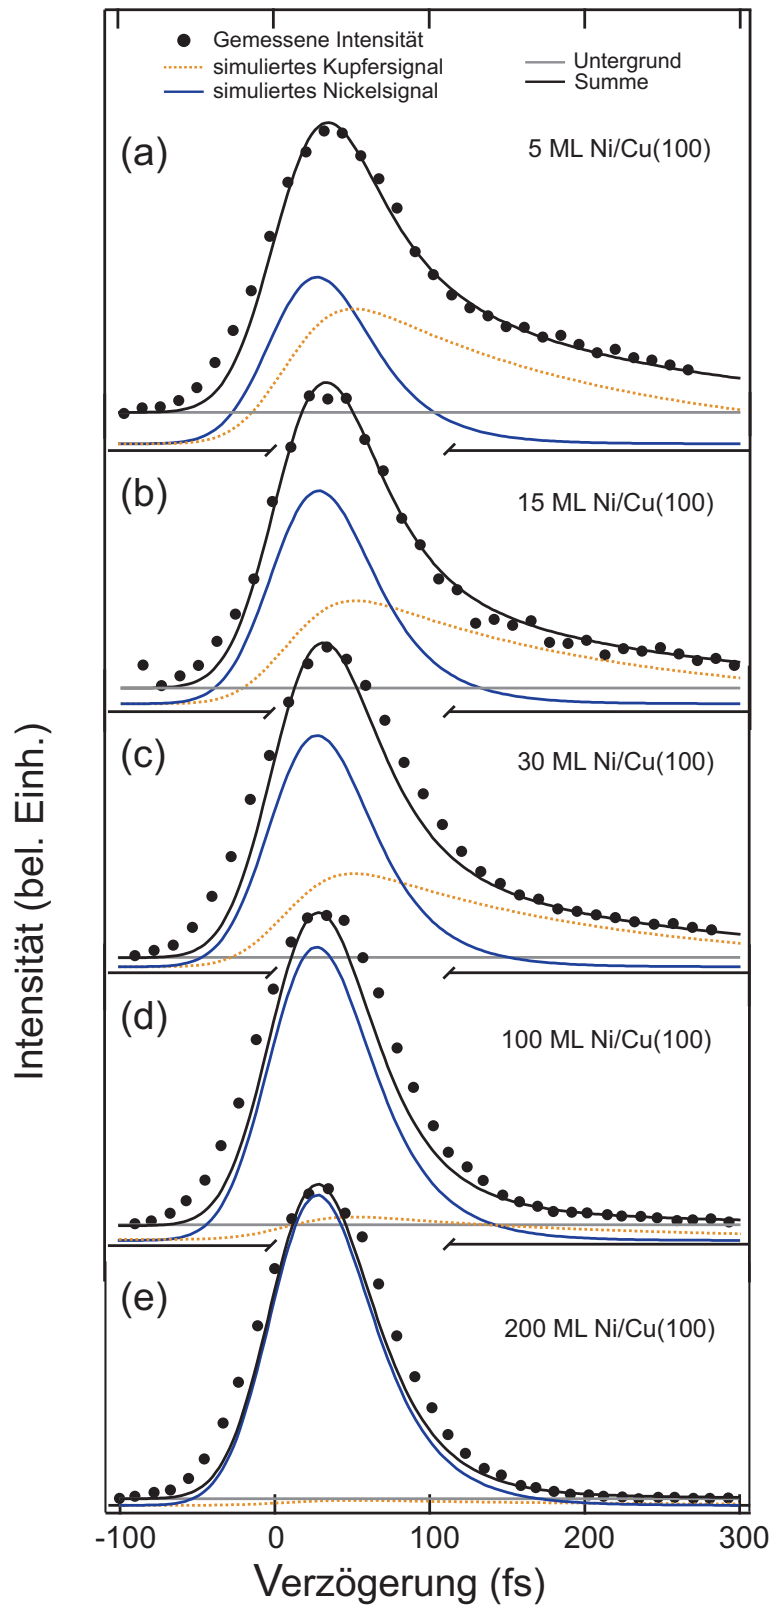 Gemessene Intensität
simuliertes Kupfersignal
simuliertes Nickelsignal
Untergrund
Summe
(a)
5 ML Ni/Cu(100)
(b)
15 ML Ni/Cu(100)
(c)
30 ML Ni/Cu(100)
(d)
100 ML Ni/Cu(100)
(e)
200 ML Ni/Cu(100)
Intensität (bel. Einh.)
-100 0 100 200 300
Verzögerung (fs)